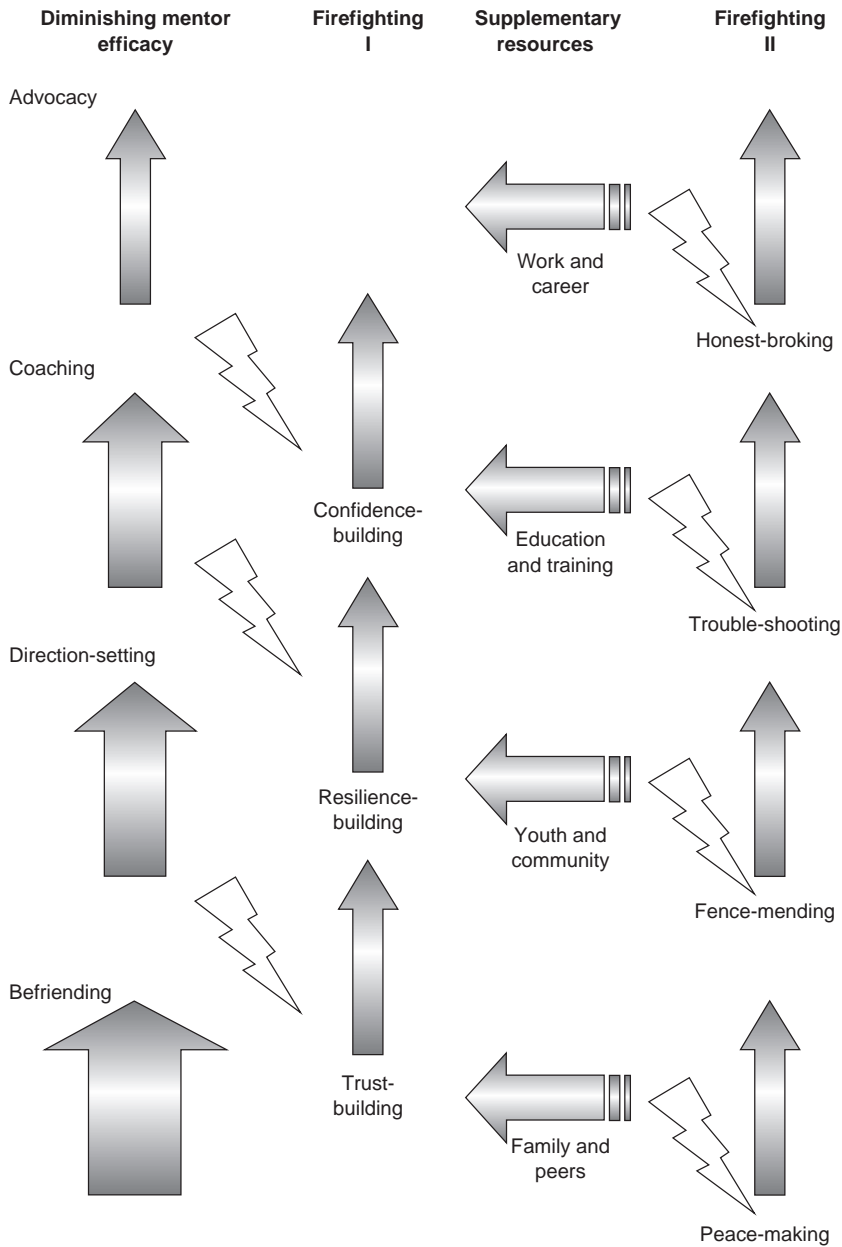 Diminishing mentor
efficacy
Firefighting
I
Supplementary
resources
Firefighting
II
Advocacy
Work and
career
Honest-broking
Coaching
Confidence-
building
Education
and training
Trouble-shooting
Direction-setting
Resilience-
building
Youth and
community
Fence-mending
Befriending
Trust-
building
Family and
peers
Peace-making